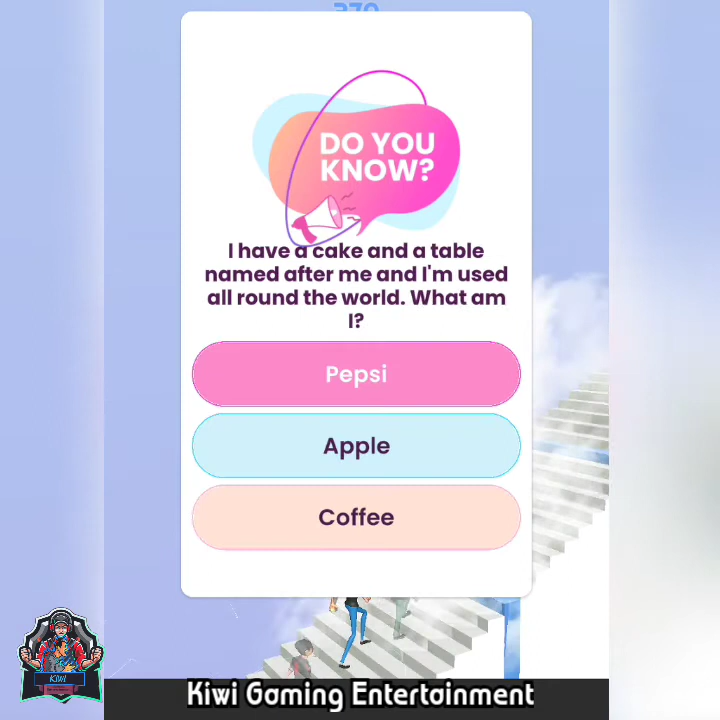 DO YOU
KNOW?
I have a cake and a table
named after me and I'm used
all round the world. What am
I?
Pepsi
Apple
Coffee
KIWI
Kiwi Gaming Entertainment